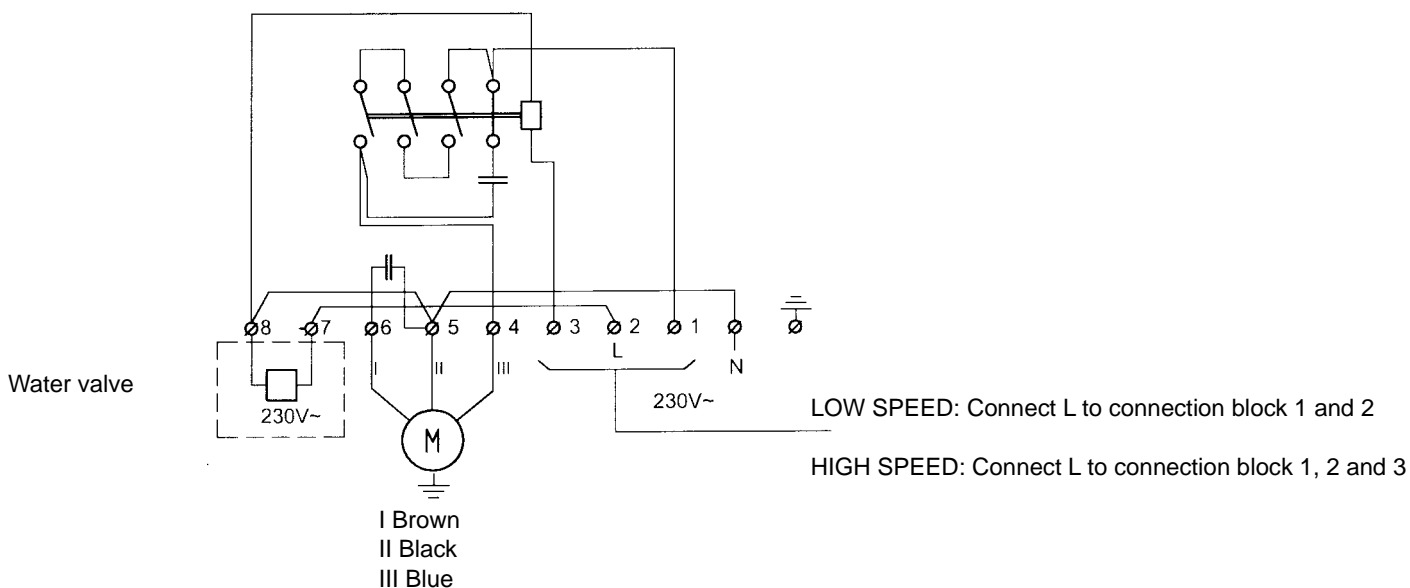 8 7 6 5 4 3 2 1
L
N
I II III
Water valve
230V~
230V~
M
LOW SPEED: Connect L to connection block 1 and 2
HIGH SPEED: Connect L to connection block 1, 2 and 3
I Brown
II Black
III Blue